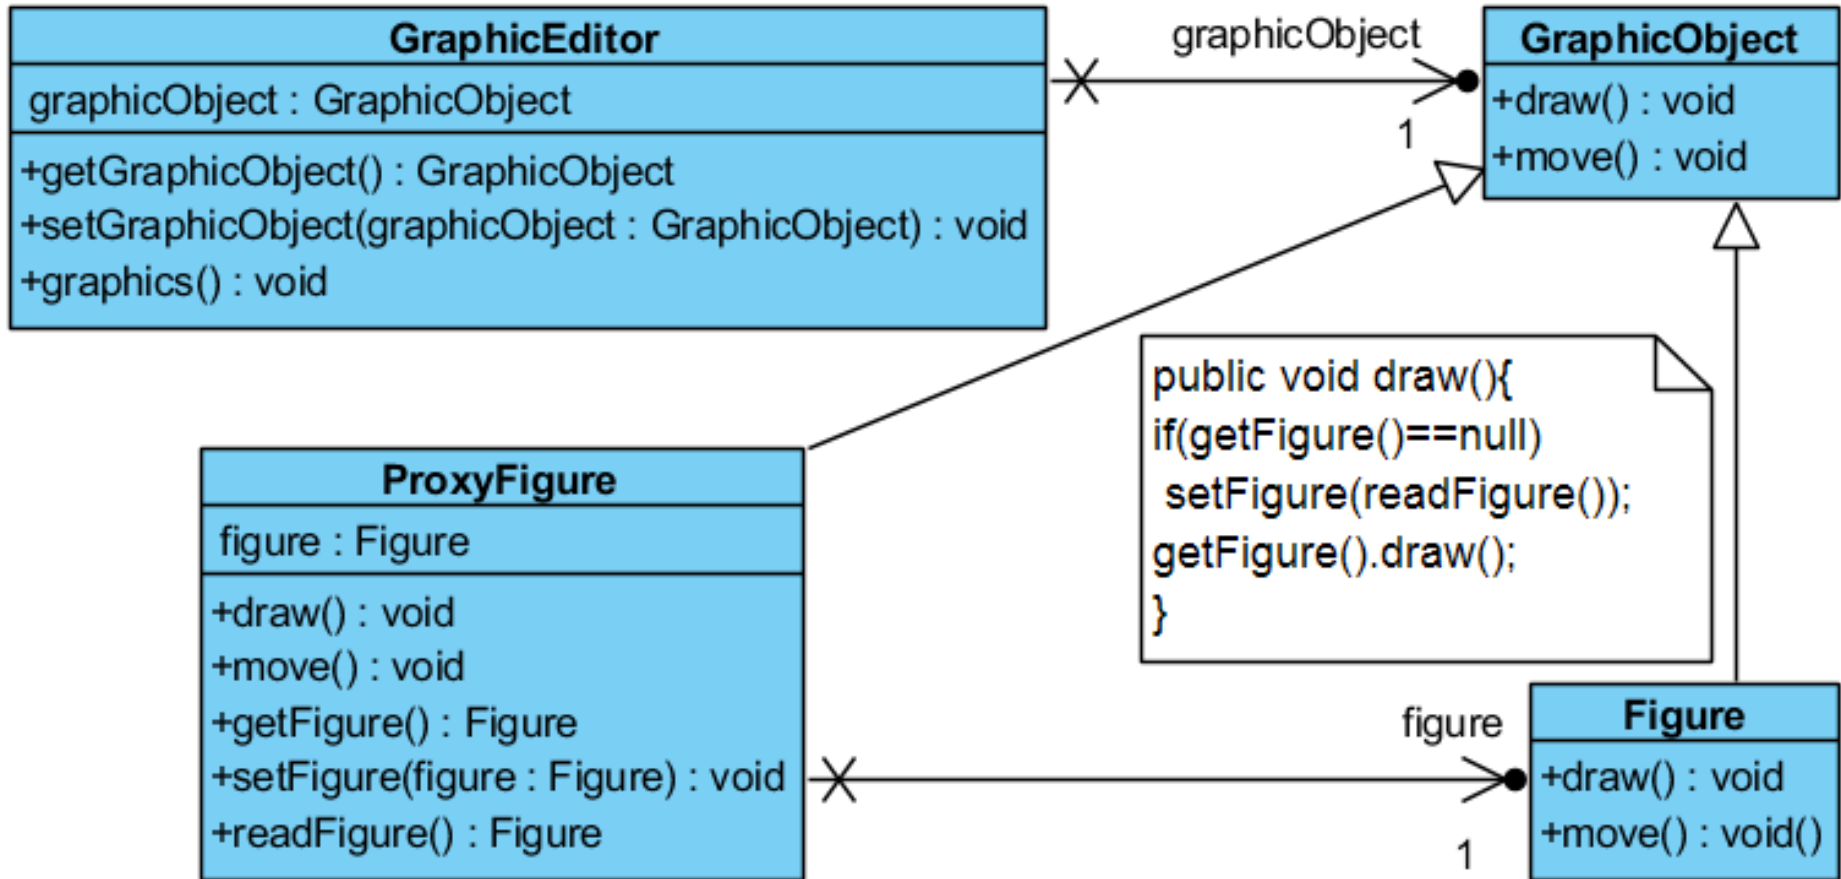 GraphicEditor
graphicObject : GraphicObject
+getGraphicObject() : GraphicObject
+setGraphicObject(graphicObject : GraphicObject) : void
+graphics() : void
graphicObject
1
GraphicObject
+draw() : void
+move() : void
public void draw(){
if(getFigure()==null)
setFigure(readFigure());
getFigure().draw();
}
ProxyFigure
figure : Figure
+draw() : void
+move() : void
+getFigure() : Figure
+setFigure(figure : Figure) : void
+readFigure() : Figure
figure
1
Figure
+draw() : void
+move() : void()